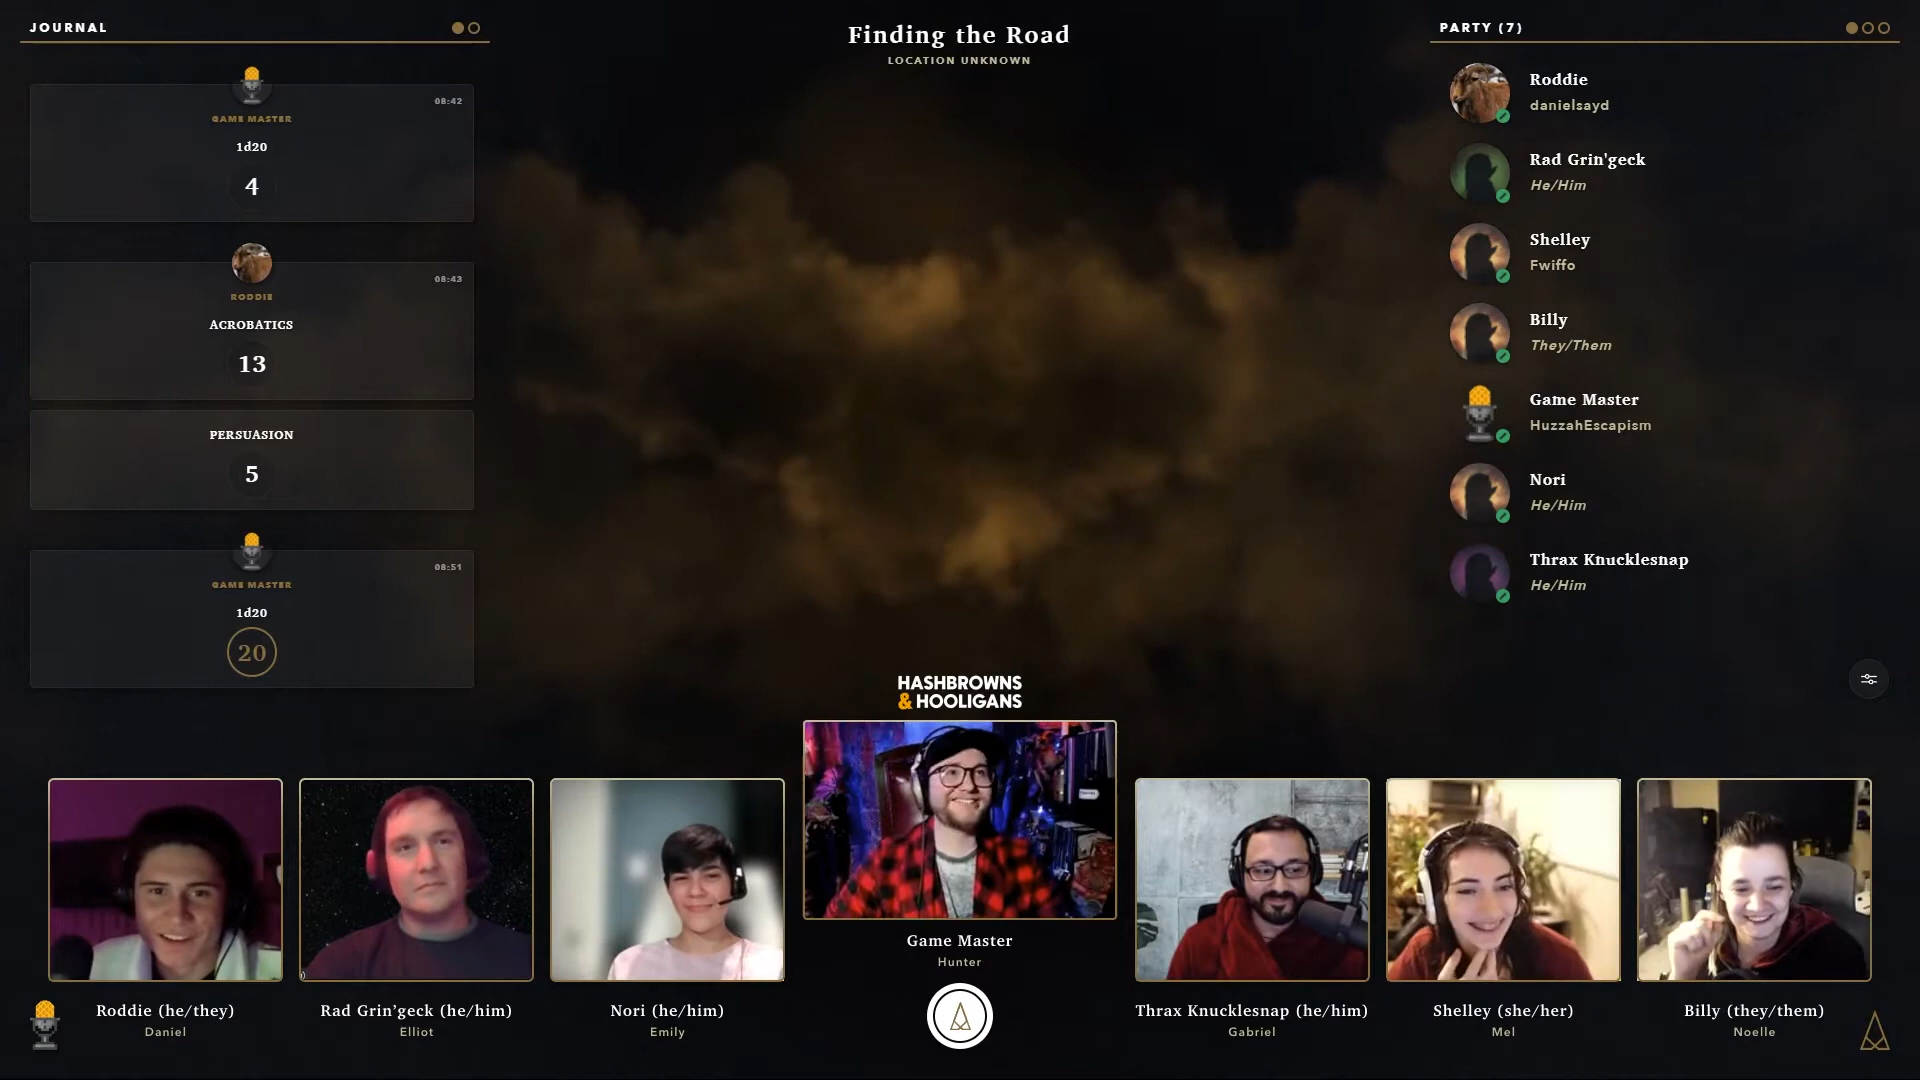 JOURNAL
08:42
GAME MASTER
1d20
4
08:43
RODDIE
ACROBATICS
13
PERSUASION
5
08:51
GAME MASTER
1d20
20
Finding the Road
LOCATION UNKNOWN
PARTY (7)
Roddie
danielsayd
Rad Grin'geck
He/Him
Shelley
Fwiffo
Billy
They/Them
Game Master
HuzzahEscapism
Nori
He/Him
Thrax Knucklesnap
He/Him
HASHBROWNS
& HOOLIGANS
Roddie (he/they)
Daniel
Rad Grin’geck (he/him)
Elliot
Nori (he/him)
Emily
Game Master
Hunter
Thrax Knucklesnap (he/him)
Gabriel
Shelley (she/her)
Mel
Billy (they/them)
Noelle